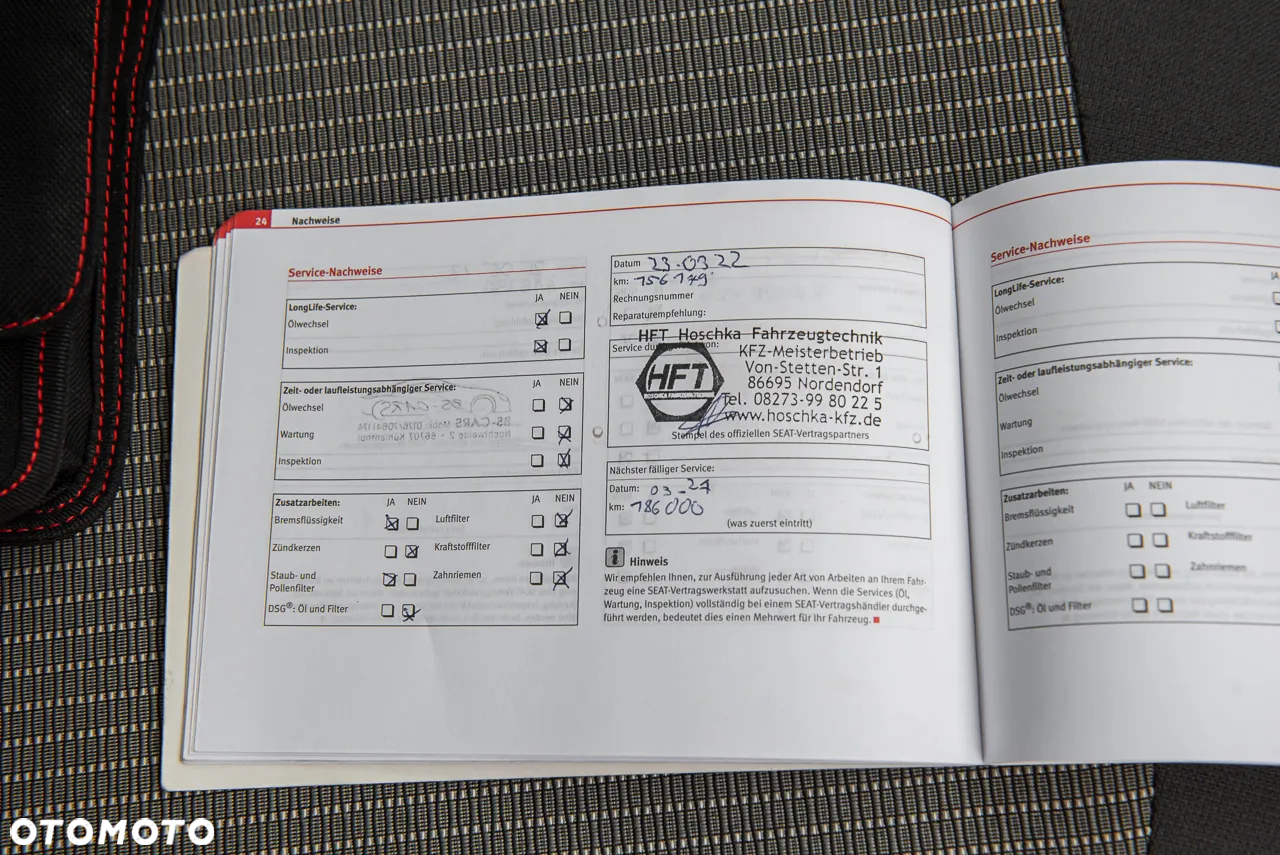 24 Nachweise
Service-Nachweise
LongLife-Service: JA NEIN
Ölwechsel
Inspektion
Zeit- oder laufleistungsabhängiger Service: JA NEIN
Ölwechsel
Wartung
Inspektion
Zusatzarbeiten: JA NEIN JA NEIN
Bremsflüssigkeit Luftfilter
Zündkerzen Kraftstofffilter
Staub- und Zahnriemen
Pollenfilter
DSG®: Öl und Filter
Datum 23.03.22
km: 156 179
Rechnungsnummer
Reparaturempfehlung:
HFT Hoschka Fahrzeugtechnik
KFZ-Meisterbetrieb
Von-Stetten-Str. 1
86695 Nordendorf
Tel. 08273-99 80 22 5
www.hoschka-kfz.de
HFT
HOSCHKA FAHRZEUGTECHNIK
Service
Stempel des offiziellen SEAT-Vertragspartners
Nächster fälliger Service:
Datum: 03.24
km: 186 000
(was zuerst eintritt)
Hinweis
Wir empfehlen Ihnen, zur Ausführung jeder Art von Arbeiten an Ihrem Fahr-
zeug eine SEAT-Vertragswerkstatt aufzusuchen. Wenn die Services (Öl,
Wartung, Inspektion) vollständig bei einem SEAT-Vertragshändler durchge-
führt werden, bedeutet dies einen Mehrwert für Ihr Fahrzeug.
Service-Nachweise
LongLife-Service: JA
Ölwechsel
Inspektion
Zeit- oder laufleistungsabhängiger Service:
Ölwechsel
Wartung
Inspektion
Zusatzarbeiten: JA NEIN
Bremsflüssigkeit Luftfilter
Zündkerzen Kraftstofffilter
Staub- und Zahnriemen
Pollenfilter
DSG®: Öl und Filter
OTOMOTO